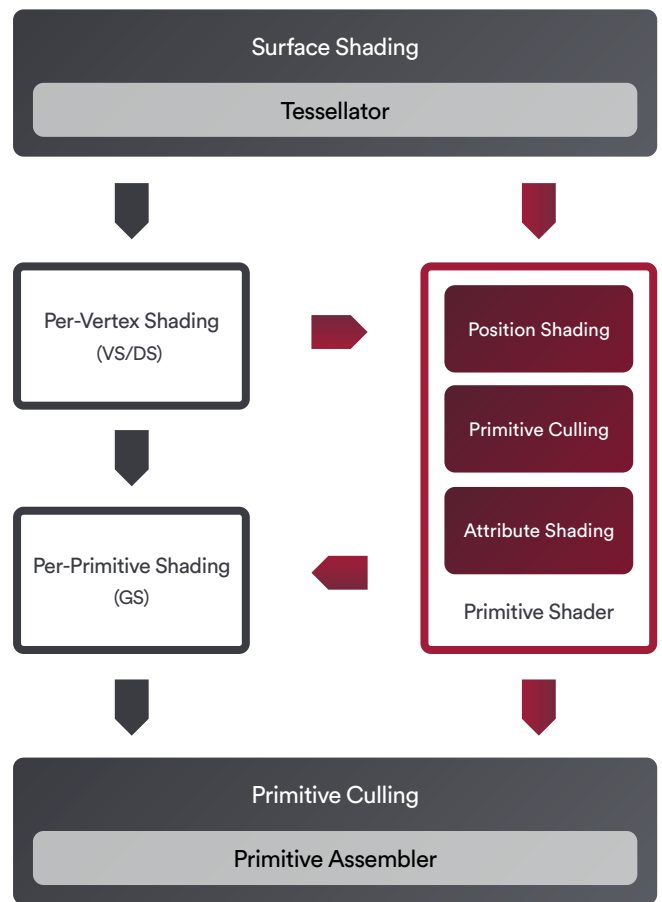 Surface Shading
Tessellator
Per-Vertex Shading
(VS/DS)
Per-Primitive Shading
(GS)
Position Shading
Primitive Culling
Attribute Shading
Primitive Shader
Primitive Culling
Primitive Assembler